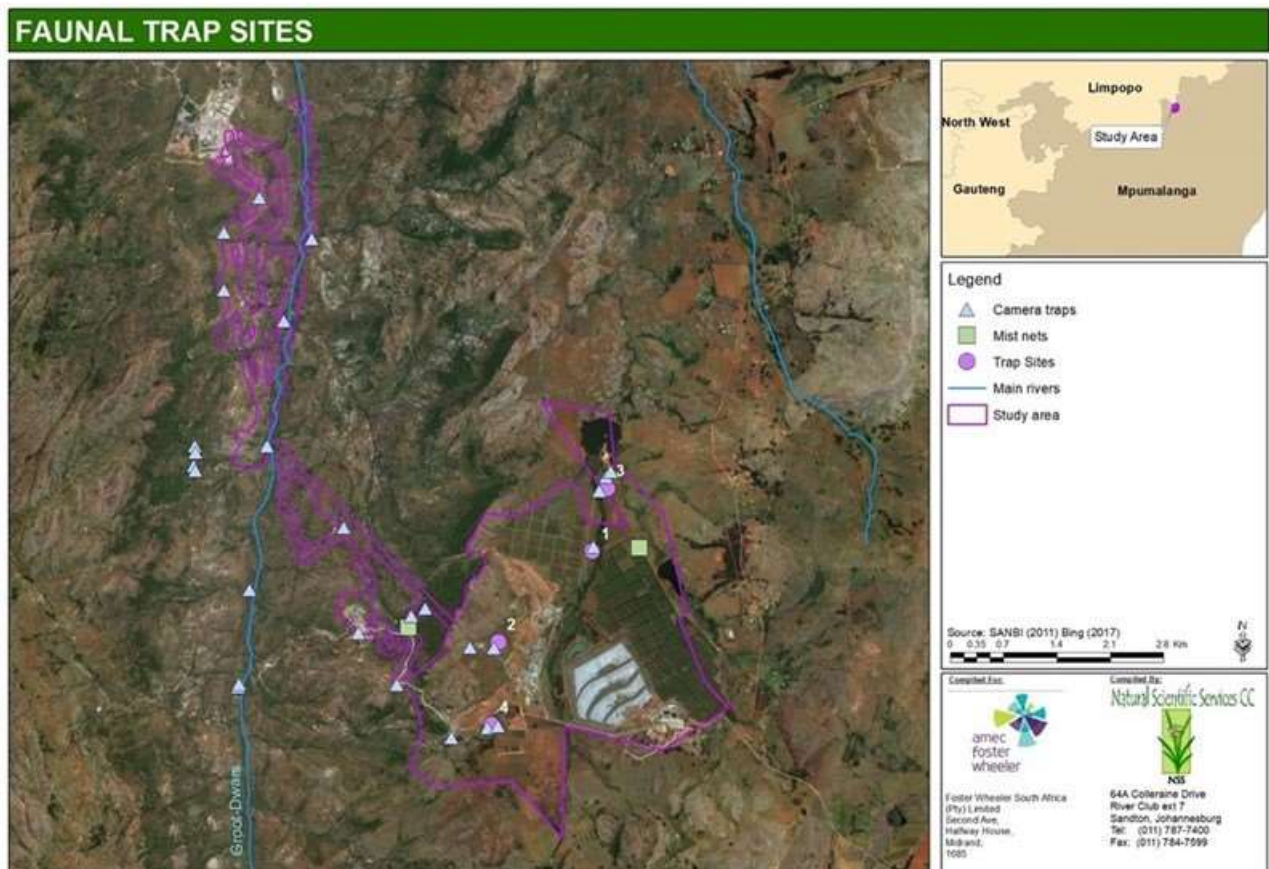 FAUNAL TRAP SITES
3
1
2
4
Groot-Dwars
Limpopo
North West
Study Area
Gauteng
Mpumalanga
Legend
Camera traps
Mist nets
Trap Sites
Main rivers
Study area
Source: SANBI (2011) Bing (2017)
N
0 0.35 0.7 1.4 2.1 2.8 Km
Compiled For:
amec
foster
wheeler
Foster Wheeler South Africa
(Pty) Limited
Second Ave,
Halfway House,
Midrand,
1685
Compiled By:
Natural Scientific Services CC
NSS
64A Colleraine Drive
River Club ext 7
Sandton, Johannesburg
Tel: (011) 787-7400
Fax: (011) 784-7599